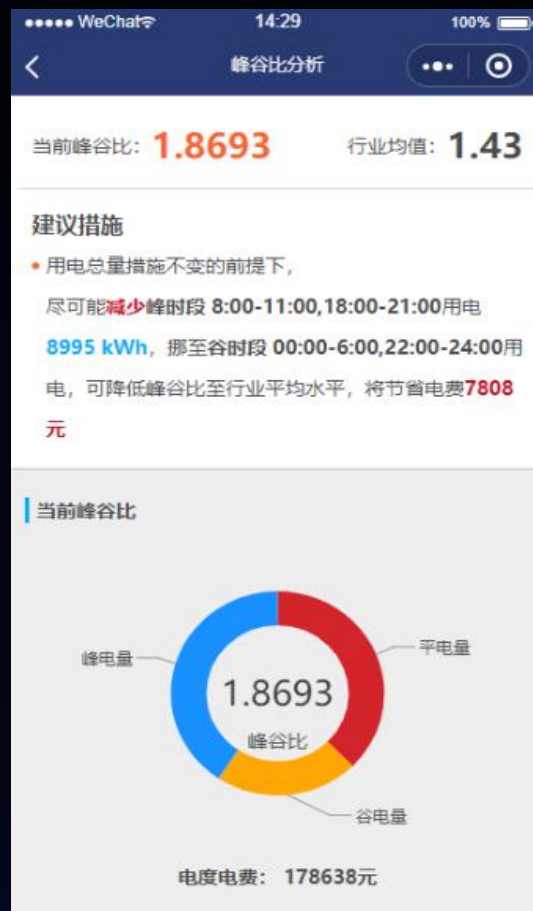 WeChat 14:29 100%
峰谷比分析
当前峰谷比：1.8693 行业均值：1.43
建议措施
用电总量措施不变的前提下，
尽可能减少峰时段 8:00-11:00,18:00-21:00用电
8995 kWh，挪至谷时段 00:00-6:00,22:00-24:00用
电，可降低峰谷比至行业平均水平，将节省电费7808
元
当前峰谷比
峰电量
平电量
1.8693
峰谷比
谷电量
电度电费： 178638元